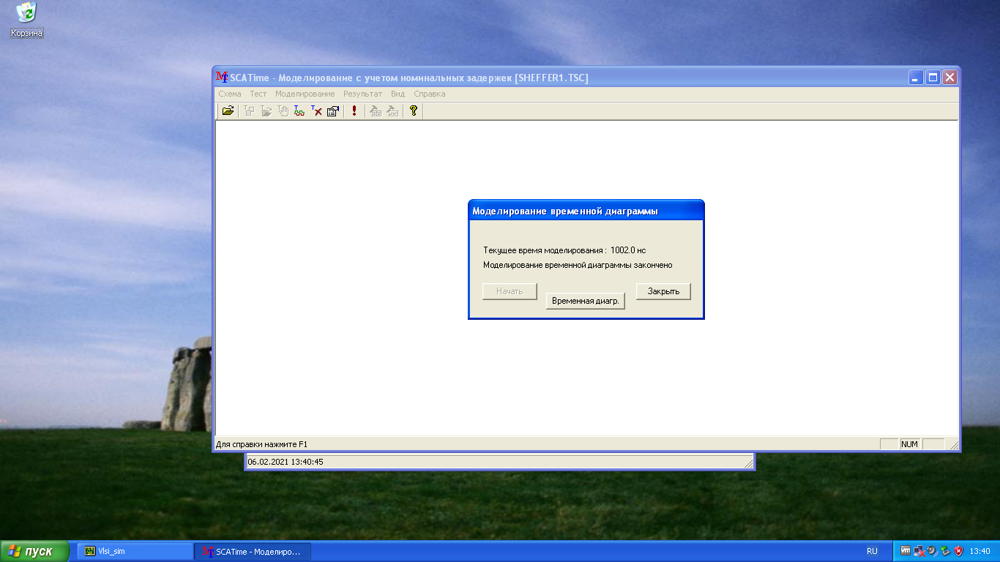 Корзина
SCATime - Моделирование с учетом номинальных задержек [SHEFFER1.TSC]
Схема Тест Моделирование Результат Вид Справка
Моделирование временной диаграммы
Текущее время моделирования : 1002.0 нс
Моделирование временной диаграммы закончено
Начать Временная диагр. Закрыть
Для справки нажмите F1 NUM
06.02.2021 13:40:45
пуск Vlsi_sim SCATime - Моделиро... RU 13:40